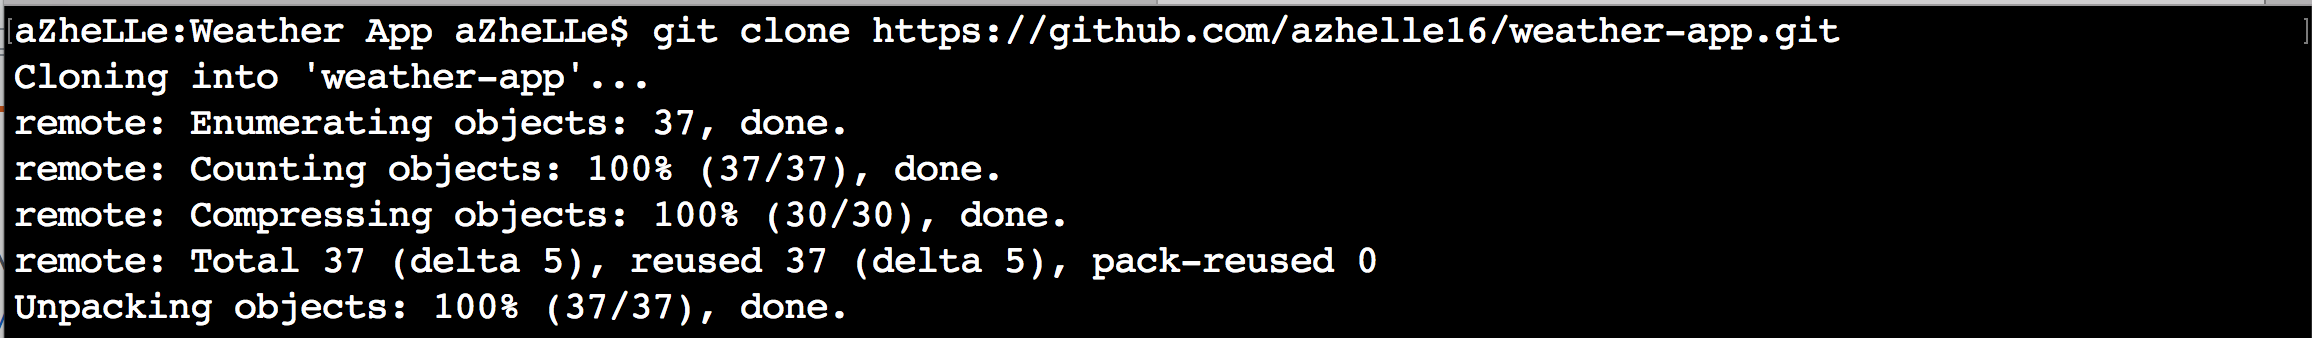 aZheLLe:Weather App aZheLLe$ git clone https://github.com/azhelle16/weather-app.git
Cloning into 'weather-app'...
remote: Enumerating objects: 37, done.
remote: Counting objects: 100% (37/37), done.
remote: Compressing objects: 100% (30/30), done.
remote: Total 37 (delta 5), reused 37 (delta 5), pack-reused 0
Unpacking objects: 100% (37/37), done.